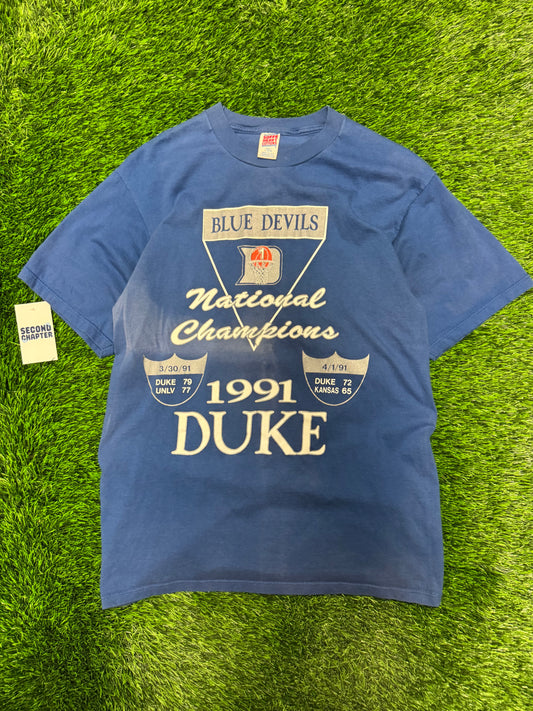 BLUE DEVILS
1
D
National
Champions
3/30/91
DUKE 79
UNLV 77
4/1/91
DUKE 72
KANSAS 65
1991
DUKE
SECOND
CHAPTER